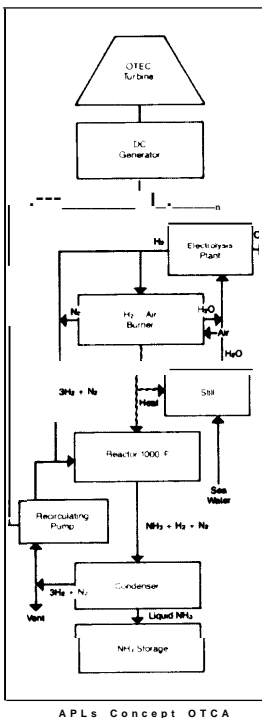 OTEC
Turbine
DC
Generator
H₂
Electrolysis
Plant
N₂
H₂ Air
Burner
H₂O
Air
H₂O
3H₂ + N₂
Heat
Still
Reactor 1000 F
Sea
Water
Recirculating
Pump
NH₃ + H₂ + N₂
3H₂ + N₂
Condenser
Vent
Liquid NH₃
NH₃ Storage
APLs Concept OTCA